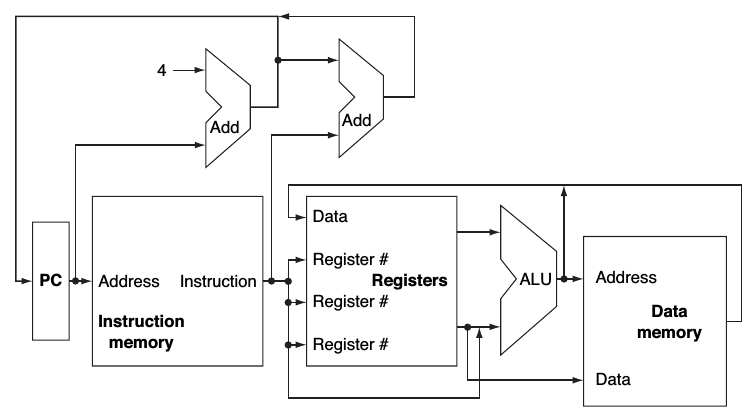 4
Add
Add
PC
Address
Instruction
Instruction
memory
Data
Register #
Registers
Register #
Register #
ALU
Address
Data
memory
Data